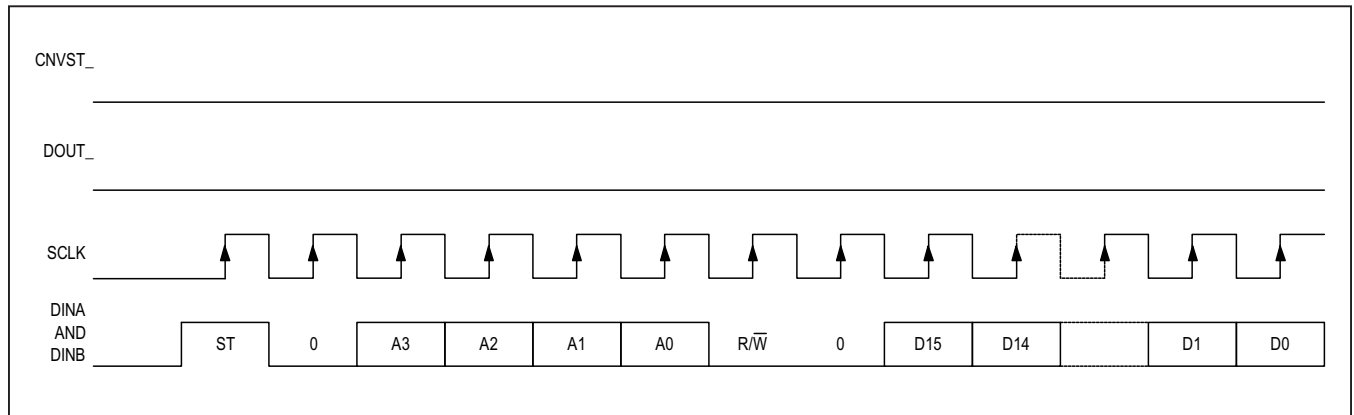 CNVST_
DOUT_
SCLK
DINA
AND
DINB
ST 0 A3 A2 A1 A0 R/W̅ 0 D15 D14 D1 D0